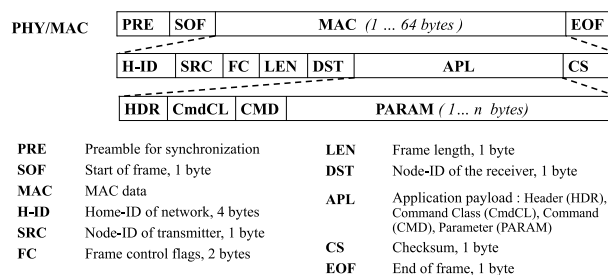 PHY/MAC PRE SOF MAC (1 ... 64 bytes) EOF
H-ID SRC FC LEN DST APL CS
HDR CmdCL CMD PARAM (1... n bytes)
PRE Preamble for synchronization
SOF Start of frame, 1 byte
MAC MAC data
H-ID Home-ID of network, 4 bytes
SRC Node-ID of transmitter, 1 byte
FC Frame control flags, 2 bytes
LEN Frame length, 1 byte
DST Node-ID of the receiver, 1 byte
APL Application payload : Header (HDR),
Command Class (CmdCL), Command
(CMD), Parameter (PARAM)
CS Checksum, 1 byte
EOF End of frame, 1 byte